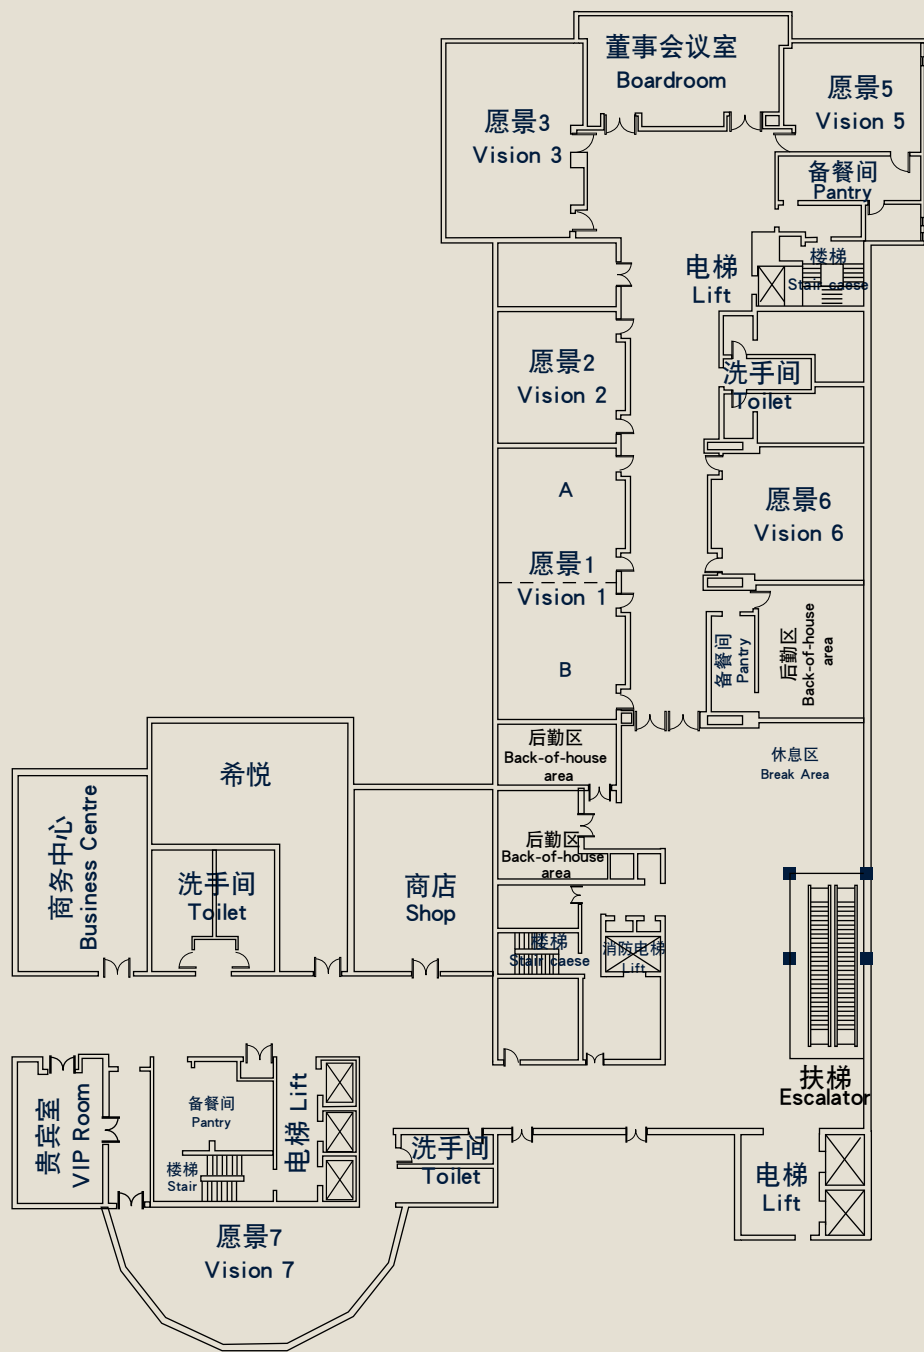 董事会议室
Boardroom
愿景3
Vision 3
愿景5
Vision 5
备餐间
Pantry
电梯
Lift
楼梯
Stair caese
愿景2
Vision 2
洗手间
Toilet
A
愿景1
Vision 1
B
愿景6
Vision 6
备餐间
Pantry
后勤区
Back-of-house
area
后勤区
Back-of-house
area
休息区
Break Area
希悦
商务中心
Business Centre
洗手间
Toilet
商店
Shop
后勤区
Back-of-house
area
楼梯
Stair caese
消防电梯
Lift
扶梯
Escalator
贵宾室
VIP Room
备餐间
Pantry
楼梯
Stair
电梯 Lift
洗手间
Toilet
电梯
Lift
愿景7
Vision 7